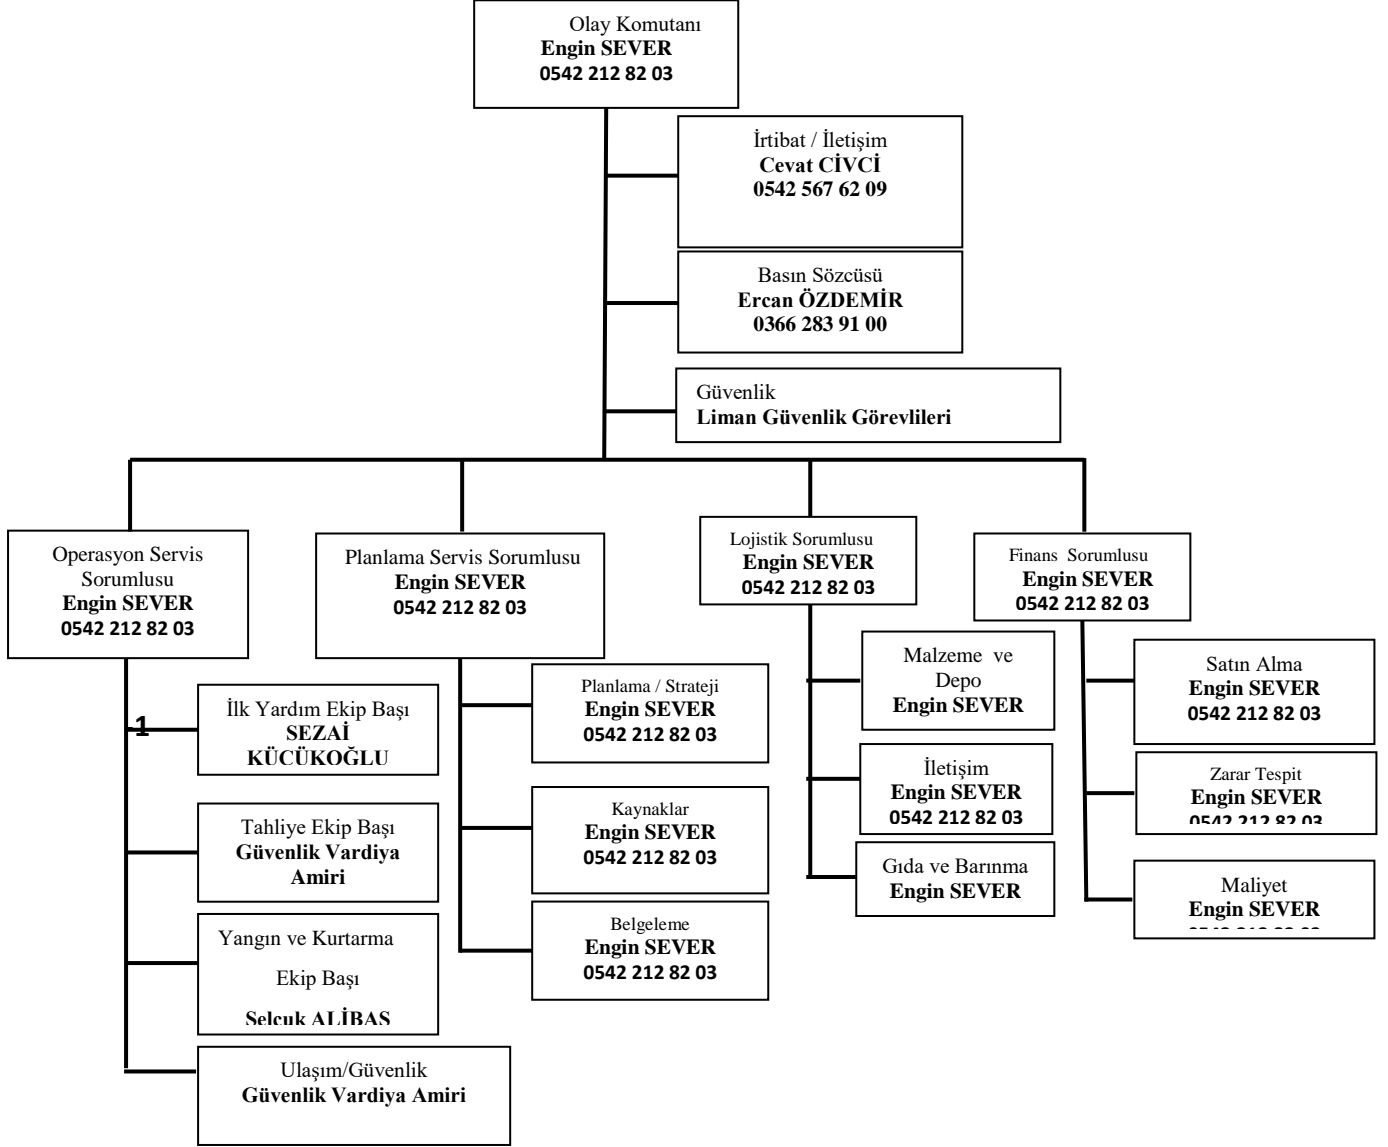 Olay Komutanı
Engin SEVER
0542 212 82 03
İrtibat / İletişim
Cevat CİVCİ
0542 567 62 09
Basın Sözcüsü
Ercan ÖZDEMİR
0366 283 91 00
Güvenlik
Liman Güvenlik Görevlileri
Operasyon Servis
Sorumlusu
Engin SEVER
0542 212 82 03
Planlama Servis Sorumlusu
Engin SEVER
0542 212 82 03
Lojistik Sorumlusu
Engin SEVER
0542 212 82 03
Finans Sorumlusu
Engin SEVER
0542 212 82 03
-1
İlk Yardım Ekip Başı
SEZAİ
KÜCÜKOĞLU
Tahliye Ekip Başı
Güvenlik Vardiya
Amiri
Yangın ve Kurtarma
Ekip Başı
Selçuk ALİBAŞ
Ulaşım/Güvenlik
Güvenlik Vardiya Amiri
Planlama / Strateji
Engin SEVER
0542 212 82 03
Kaynaklar
Engin SEVER
0542 212 82 03
Belgeleme
Engin SEVER
0542 212 82 03
Malzeme ve
Depo
Engin SEVER
İletişim
Engin SEVER
0542 212 82 03
Gıda ve Barınma
Engin SEVER
Satın Alma
Engin SEVER
0542 212 82 03
Zarar Tespit
Engin SEVER
0542 212 82 03
Maliyet
Engin SEVER